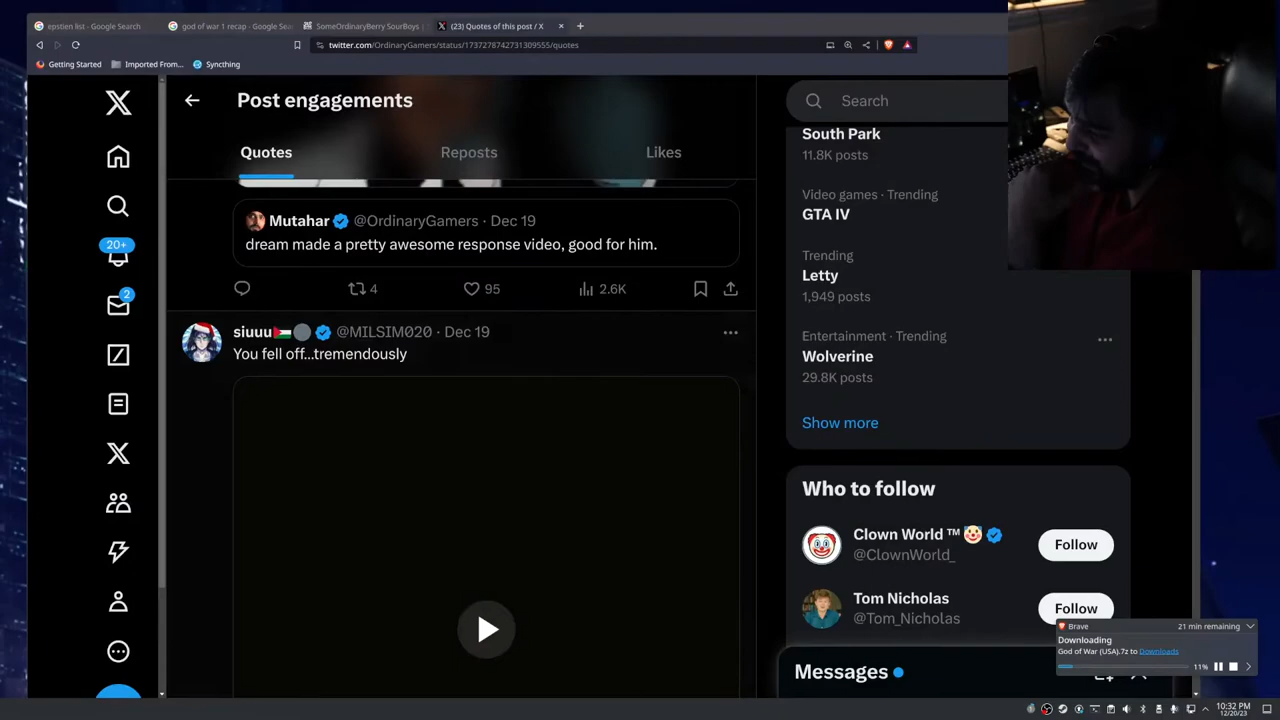 epstien list - Google Search
god of war 1 recap - Google Sea
SomeOrdinaryBerry SourBoys
(23) Quotes of this post / X
twitter.com/OrdinaryGamers/status/1737278742731309555/quotes
Getting Started
Imported From...
Syncthing
Post engagements
Quotes
Reposts
Likes
20+
2
Mutahar @OrdinaryGamers · Dec 19
dream made a pretty awesome response video, good for him.
4
95
2.6K
siuuu @MILSIM020 · Dec 19
You fell off...tremendously
Search
South Park
11.8K posts
Video games · Trending
GTA IV
Trending
Letty
1,949 posts
Entertainment · Trending
Wolverine
29.8K posts
Show more
Who to follow
Clown World ™
@ClownWorld_
Follow
Tom Nicholas
@Tom_Nicholas
Follow
Messages
Brave
21 min remaining
Downloading
God of War (USA).7z to Downloads
11%
10:32 PM
12/20/23